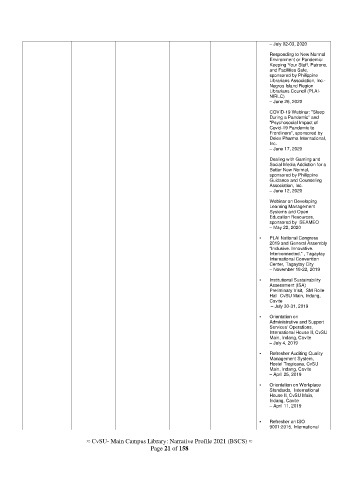 – July 02-03, 2020
Responding to New Normal
Environment or Pandemic:
Keeping Your Staff, Patrons,
and Facilities Safe,
sponsored by Philippine
Librarians Association, Inc.-
Negros Island Region
Librarians Council (PLAI-
NIRLC)
– June 26, 2020
COVID-19 Webinar: "Sleep
During a Pandemic" and
"Psychosocial Impact of
Covid-19 Pandemic to
Frontliners", sponsored by
Delex Pharma International,
Inc.
– June 17, 2020
Dealing with Gaming and
Social Media Addiction for a
Better New Normal,
sponsored by Philippine
Guidance and Counseling
Association, Inc.
– June 12, 2020
Webinar on Developing
Learning Management
Systems and Open
Education Resources,
sponsored by SEAMEO
– May 22, 2020
• PLAI National Congress
2019 and General Assembly
"Inclusive. Innovative.
Interconnected.", Tagaytay
International Convention
Center, Tagaytay City
– November 19-22, 2019
• Institutional Sustainability
Assessment (ISA)
Preliminary Visit, SM Rolle
Hall CvSU Main, Indang,
Cavite
– July 30-31, 2019
• Orientation on
Administrative and Support
Services' Operations,
International House II, CvSU
Main, Indang, Cavite
– July 4, 2019
• Refresher Auditing Quality
Management System,
Hostel Tropicana, CvSU
Main, Indang, Cavite
– April 25, 2019
• Orientation on Workplace
Standards, International
House II, CvSU Main,
Indang, Cavite
– April 11, 2019
• Refresher on ISO
9001:2015, International
= CvSU- Main Campus Library: Narrative Profile 2021 (BSCS) =
Page 21 of 158